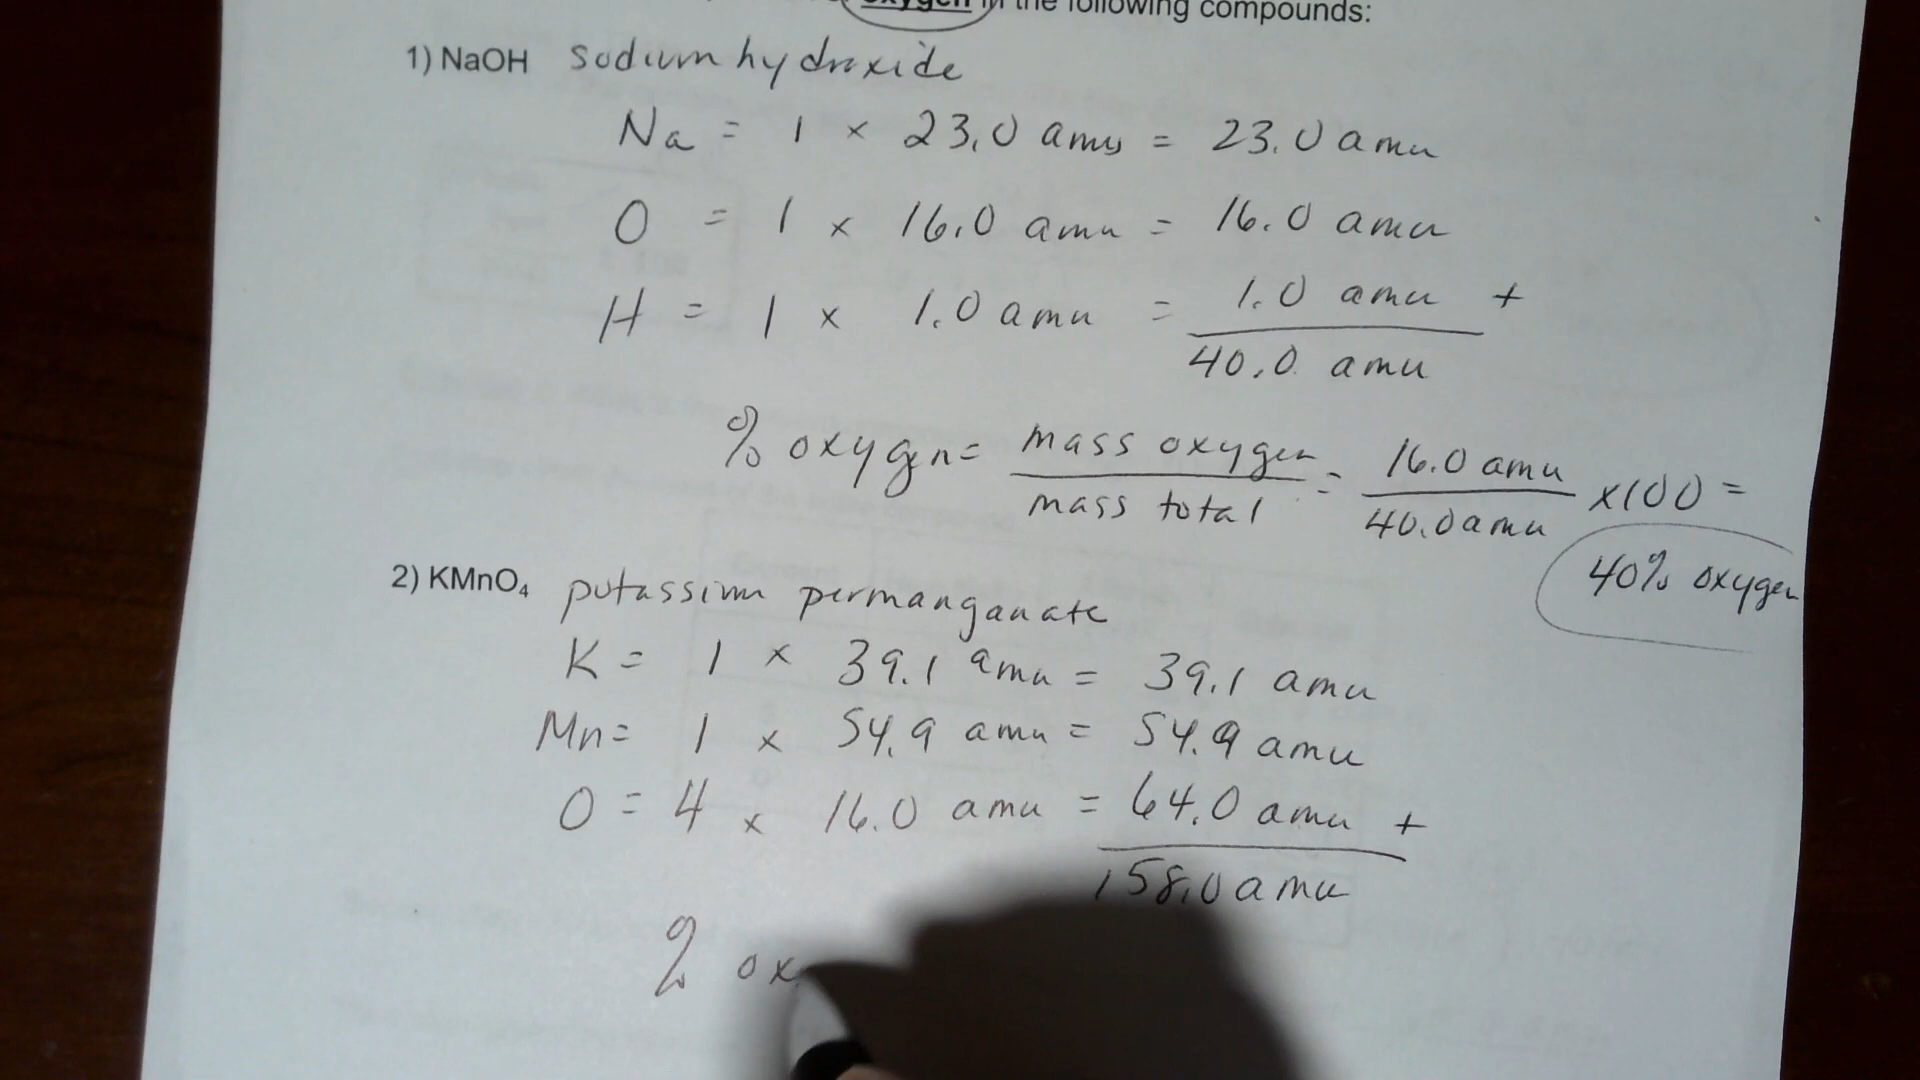 oxygen in the following compounds:
1) NaOH sodium hydroxide
Na = 1 × 23.0 amu = 23.0 amu
O = 1 × 16.0 amu = 16.0 amu
H = 1 × 1.0 amu = 1.0 amu +
40.0 amu
% oxygen = mass oxygen / mass total = 16.0 amu / 40.0 amu ×100 =
40% oxygen
2) KMnO₄ potassium permanganate
K = 1 × 39.1 amu = 39.1 amu
Mn = 1 × 54.9 amu = 54.9 amu
O = 4 × 16.0 amu = 64.0 amu +
158.0 amu
% ox